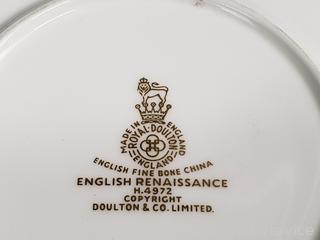 MADE IN ENGLAND
ROYAL·DOULTON
ENGLAND
ENGLISH FINE BONE CHINA
ENGLISH RENAISSANCE
H.4972
COPYRIGHT
DOULTON & CO. LIMITED.